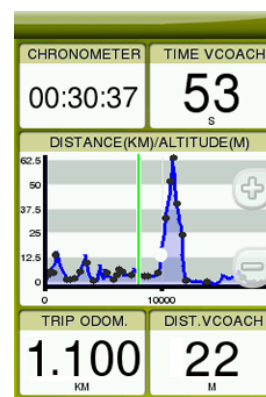 CHRONOMETER TIME VCOACH
00:30:37 53
S
DISTANCE(KM)/ALTITUDE(M)
62.5
50
37.5
25
12.5
0
0 10000
TRIP ODOM. DIST.VCOACH
1.100 22
KM M